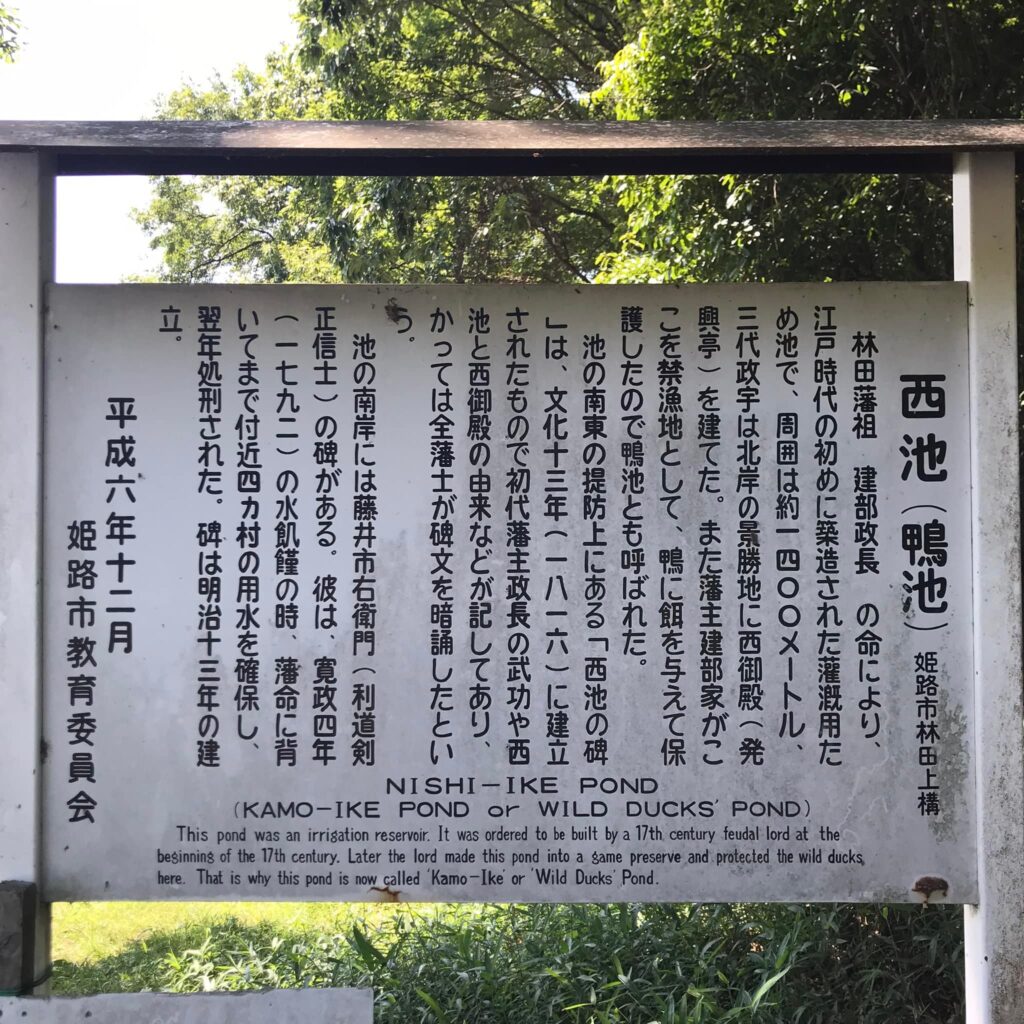 西池（鴨池） 姫路市林田上構
林田藩祖 建部政長 の命により、
江戸時代の初めに築造された灌漑用た
め池で、周囲は約一四〇〇メートル、
三代政宇は北岸の景勝地に西御殿（発
興亭）を建てた。また藩主建部家がこ
こを禁漁地として、鴨に餌を与えて保
護したので鴨池とも呼ばれた。
池の南東の提防上にある「西池の碑
」は、文化十三年（一八一六）に建立
されたもので初代藩主政長の武功や西
池と西御殿の由来などが記してあり、
かっては全藩士が碑文を暗誦したとい
う。
池の南岸には藤井市右衛門（利道剣
正信士）の碑がある。彼は、寛政四年
（一七九二）の水飢饉の時、藩命に背
いてまで付近四カ村の用水を確保し、
翌年処刑された。碑は明治十三年の建
立。
平成六年十二月
姫路市教育委員会
NISHI-IKE POND
(KAMO-IKE POND or WILD DUCKS' POND)
This pond was an irrigation reservoir. It was ordered to be built by a 17th century feudal lord at the
beginning of the 17th century. Later the lord made this pond into a game preserve and protected the wild ducks
here. That is why this pond is now called 'Kamo-Ike' or 'Wild Ducks' Pond.